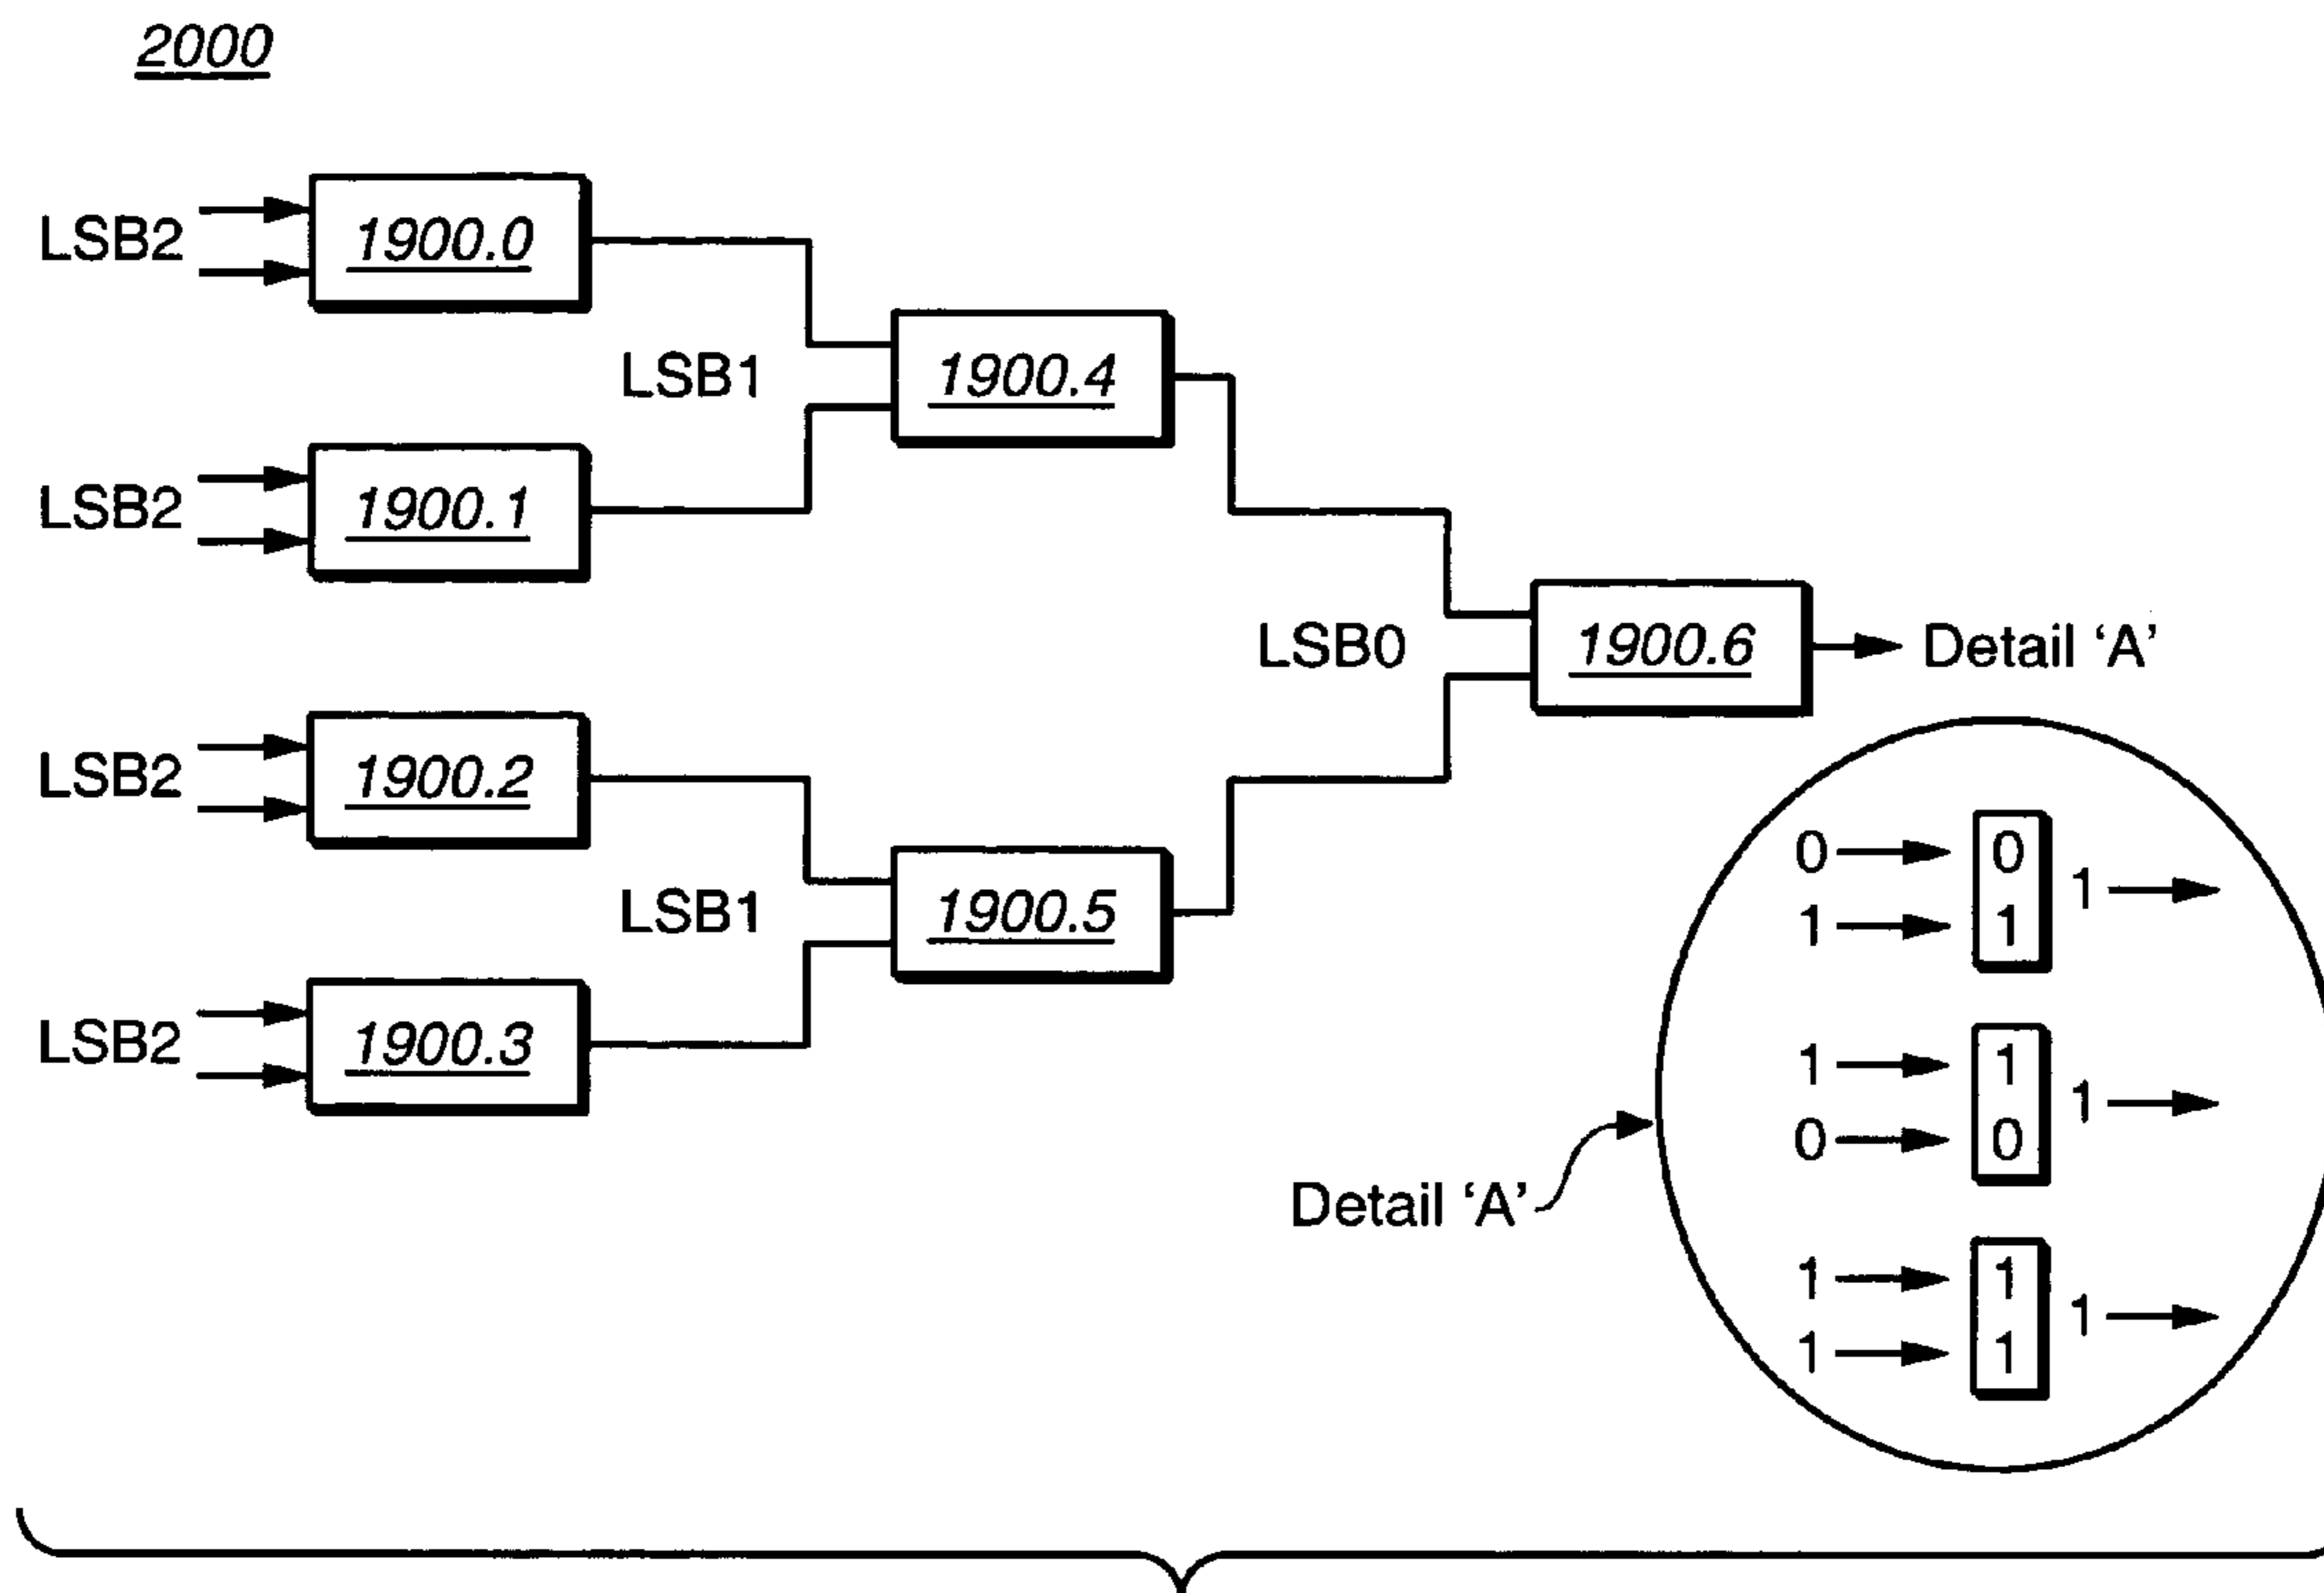 2000
LSB2 1900.0
LSB1 1900.4
LSB2 1900.1
LSB0 1900.6 Detail ‘A’
LSB2 1900.2
LSB1 1900.5
LSB2 1900.3
0 0
1
1 1
1 1
1
0 0
Detail ‘A’
1 1
1
1 1